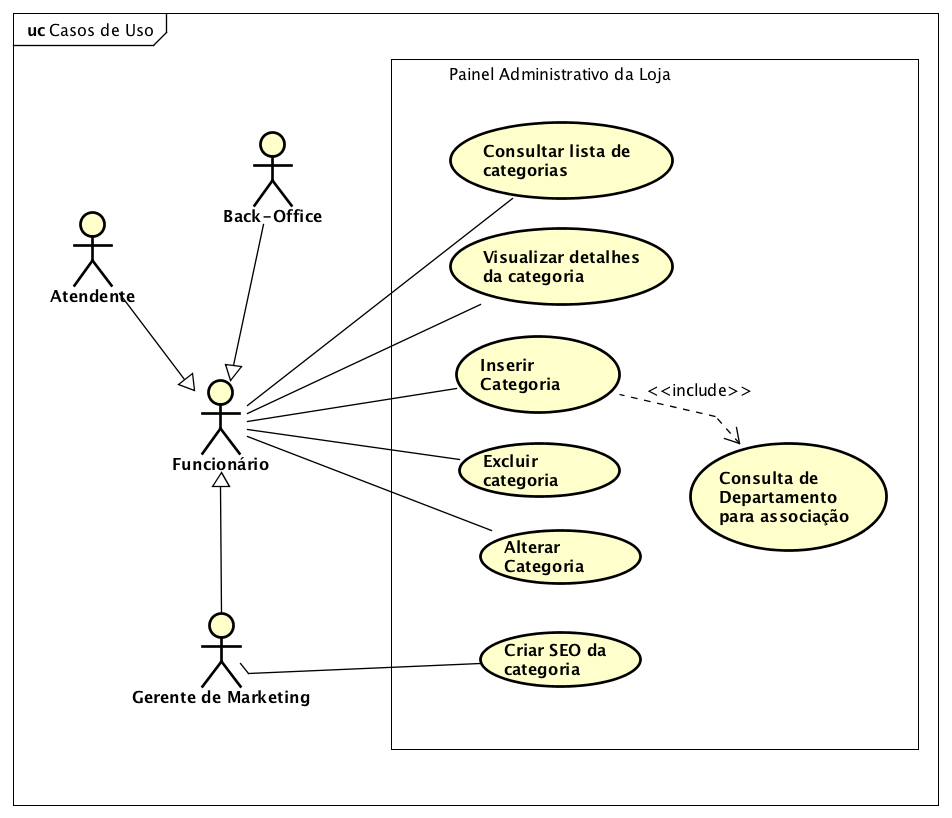 uc Casos de Uso
Painel Administrativo da Loja
Consultar lista de
categorias
Back-Office
Atendente
Visualizar detalhes
da categoria
Inserir
Categoria
<<include>>
Funcionário
Excluir
categoria
Consulta de
Departamento
para associação
Alterar
Categoria
Criar SEO da
categoria
Gerente de Marketing